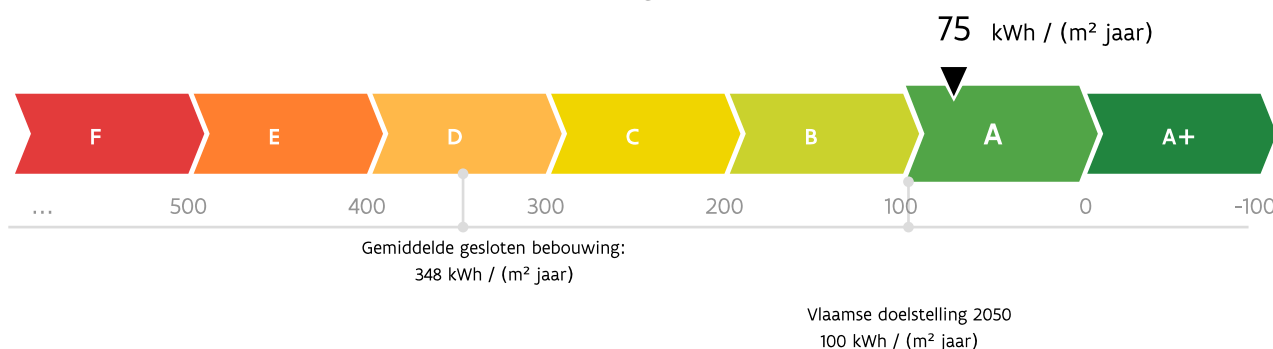 75 kWh / (m² jaar)
F E D C B A A+
... 500 400 300 200 100 0 -100
Gemiddelde gesloten bebouwing:
348 kWh / (m² jaar)
Vlaamse doelstelling 2050
100 kWh / (m² jaar)